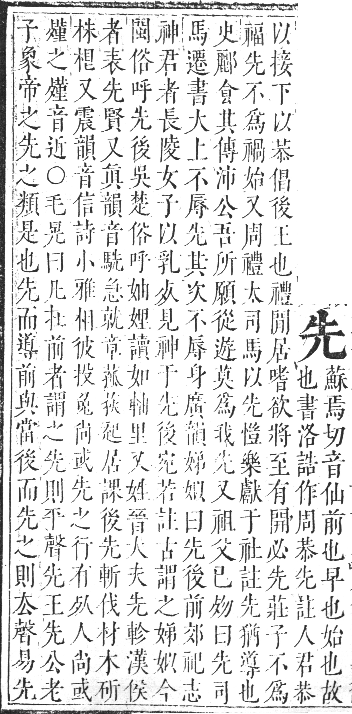 先 蘇焉切音仙前也早也始也故
也書洛誥作周恭先註人君恭
以接下以恭倡後王也禮閒居嗜欲將至有開必先莊子不爲
福先不爲禍始又周禮大司馬以先愷樂獻于社註先猶導也
史酈食其傳沛公吾所願從遊莫爲我先又祖父已歿曰先司
馬遷書大上不辱先其次不辱身廣韻娣姒曰先後前郊祀志
神君者長陵女子以乳死見神于先後宛若註古謂之娣姒今
關俗呼先後吳楚俗呼妯娌讀如軸里又姓晉大夫先軫漢侯
者表先賢又眞韻音駪急就章菰荻起居課後先斬伐材木斫
株梱又震韻音信詩小雅相彼投兔尚或先之行有死人尚或
墐之墐音近○毛晃曰凡在前者謂之先則平聲先王先公老
子象帝之先之類是也先而導前與當後而先之則去聲易先